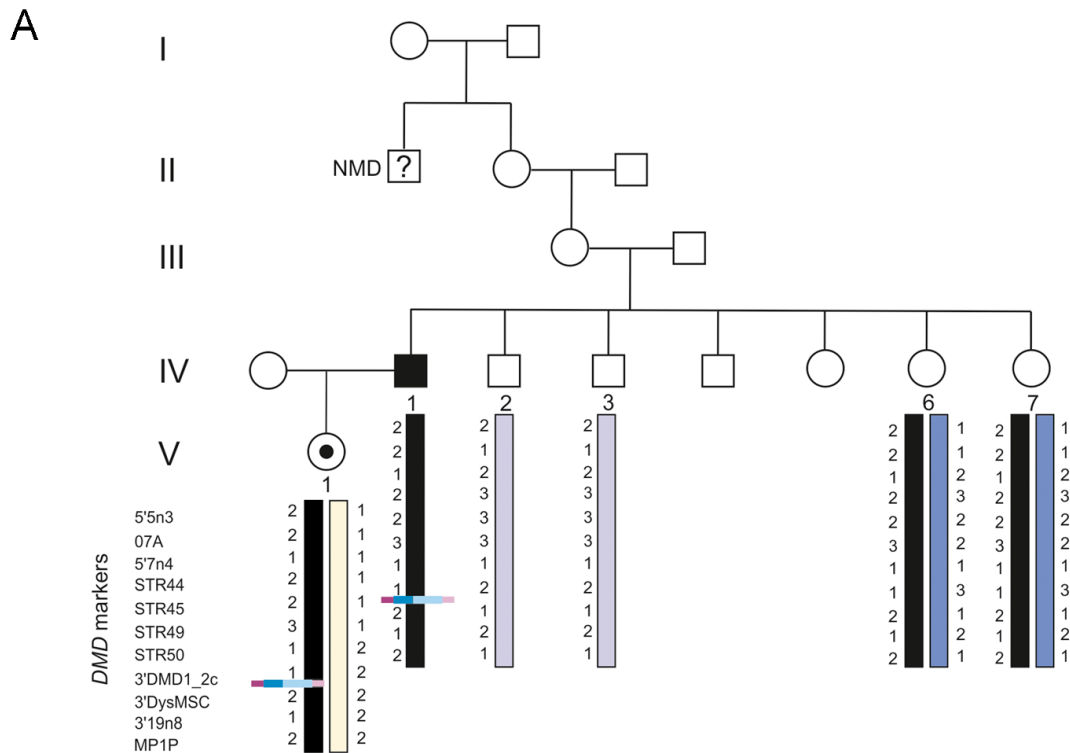 A
I
II
NMD ?
III
IV
1 2 3 6 7
2 2 2 2 1 2 1
2 1 1 2 1 2 1
1 2 2 1 2 1 2
2 3 3 2 3 2 3
2 3 3 2 2 2 2
3 3 3 3 2 3 2
1 1 1 1 1 1 1
1 2 2 1 3 1 3
2 1 1 2 1 2 1
1 2 2 1 2 1 2
2 1 1 2 1 2 1
V
1
DMD markers
5'5n3 2 1
07A 2 1
5'7n4 1 1
STR44 2 1
STR45 2 1
STR49 3 1
STR50 1 2
3'DMD1_2c 1 2
3'DysMSC 2 2
3'19n8 1 2
MP1P 2 2